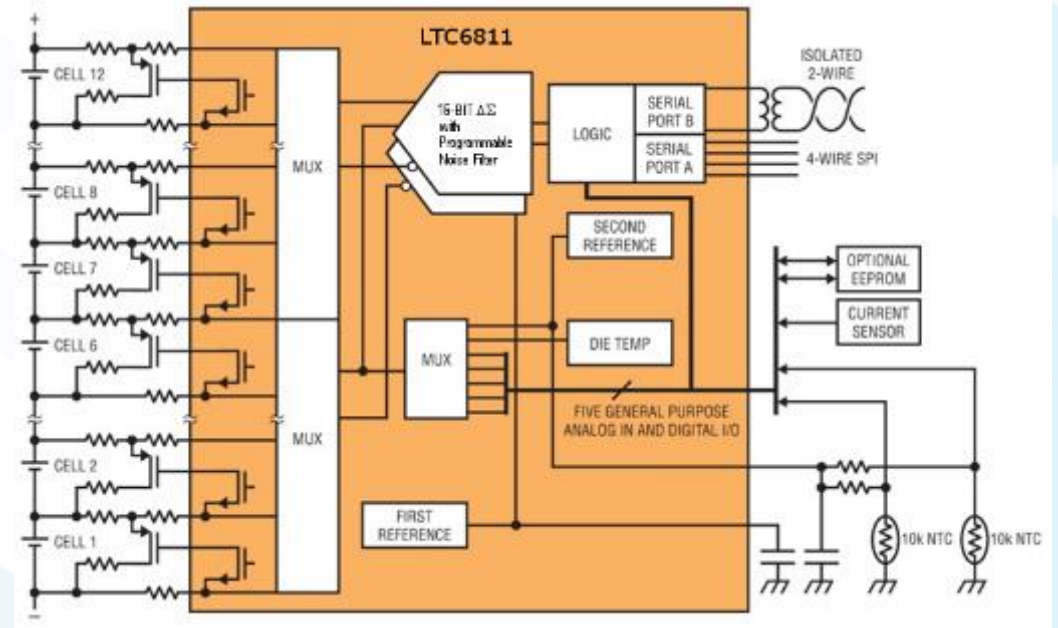 +
LTC6811
CELL 12
MUX
16-BIT ΔΣ
with
Programmable
Noise Filter
LOGIC
SERIAL
PORT B
SERIAL
PORT A
ISOLATED
2-WIRE
4-WIRE SPI
CELL 8
CELL 7
CELL 6
SECOND
REFERENCE
OPTIONAL
EEPROM
CURRENT
SENSOR
MUX
DIE TEMP
FIVE GENERAL PURPOSE
ANALOG IN AND DIGITAL I/O
MUX
CELL 2
CELL 1
FIRST
REFERENCE
10k NTC
10k NTC
–